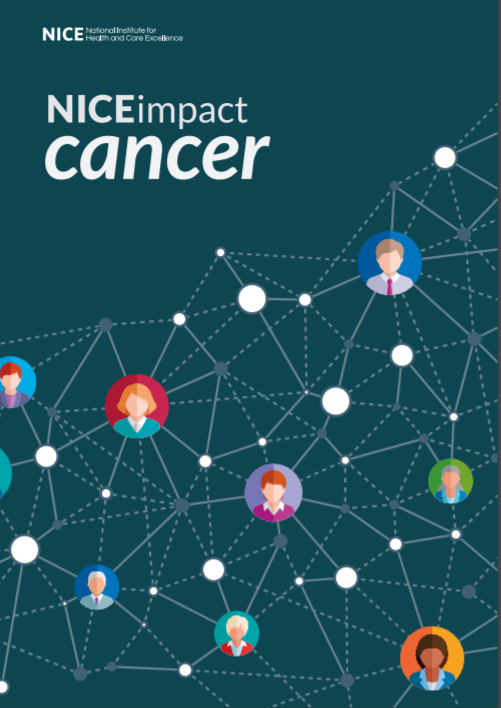 NICE National Institute for
Health and Care Excellence
NICEimpact
cancer